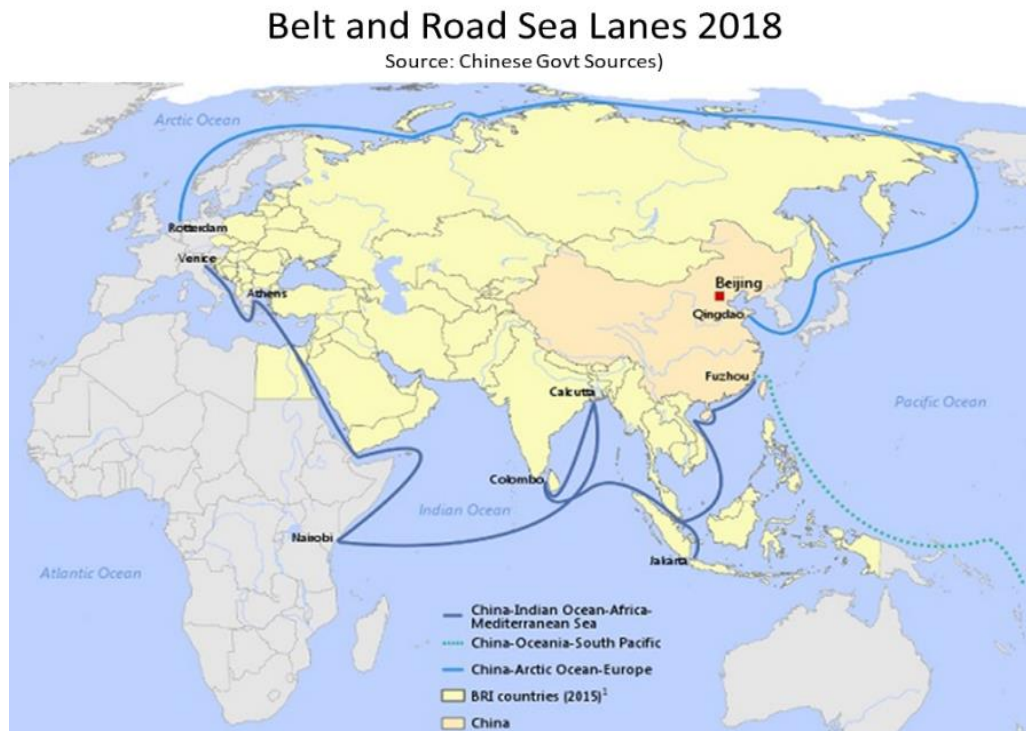 Belt and Road Sea Lanes 2018
Source: Chinese Govt Sources)
Arctic Ocean
Rotterdam
Venice
Athens
Beijing
Qingdao
Fuzhou
Calcutta
Pacific Ocean
Colombo
Indian Ocean
Nairobi
Jakarta
Atlantic Ocean
China-Indian Ocean-Africa-
Mediterranean Sea
China-Oceania-South Pacific
China-Arctic Ocean-Europe
BRI countries (2015)¹
China